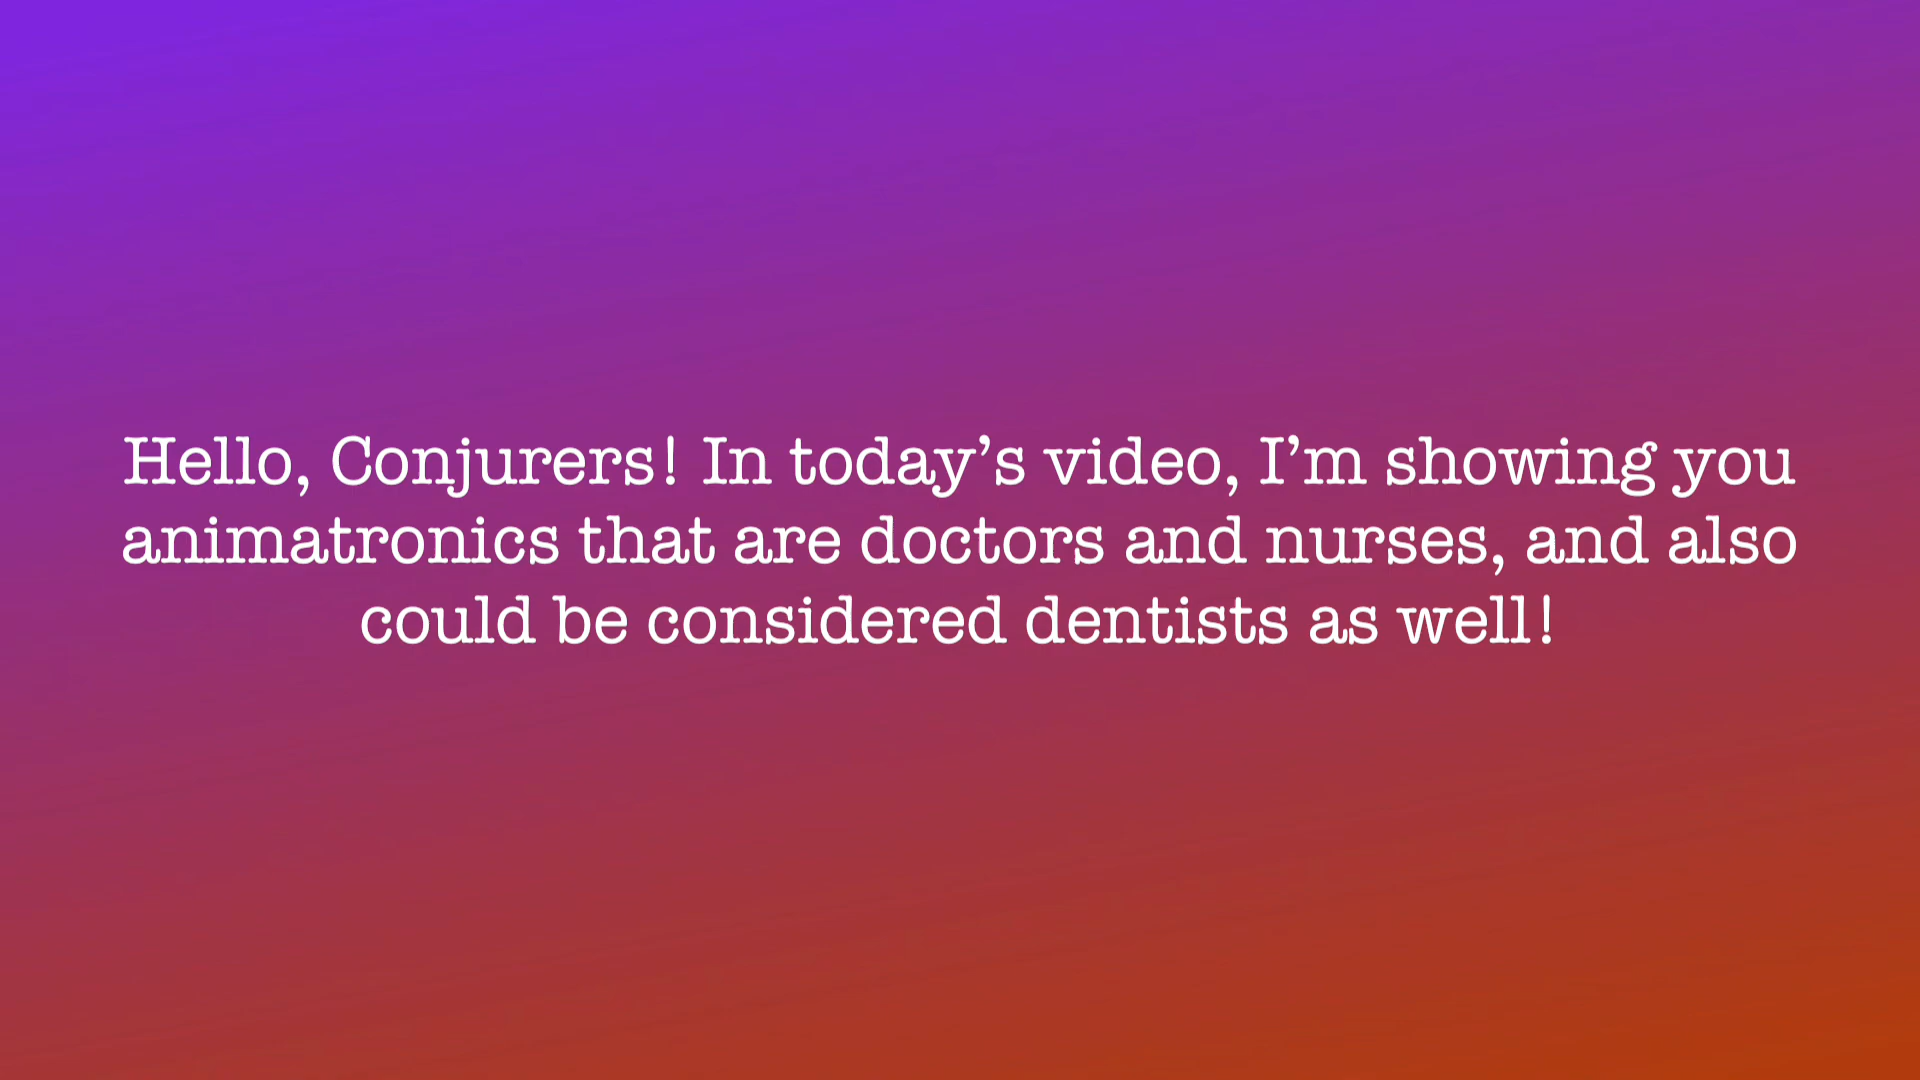 Hello, Conjurers! In today’s video, I’m showing you
animatronics that are doctors and nurses, and also
could be considered dentists as well!